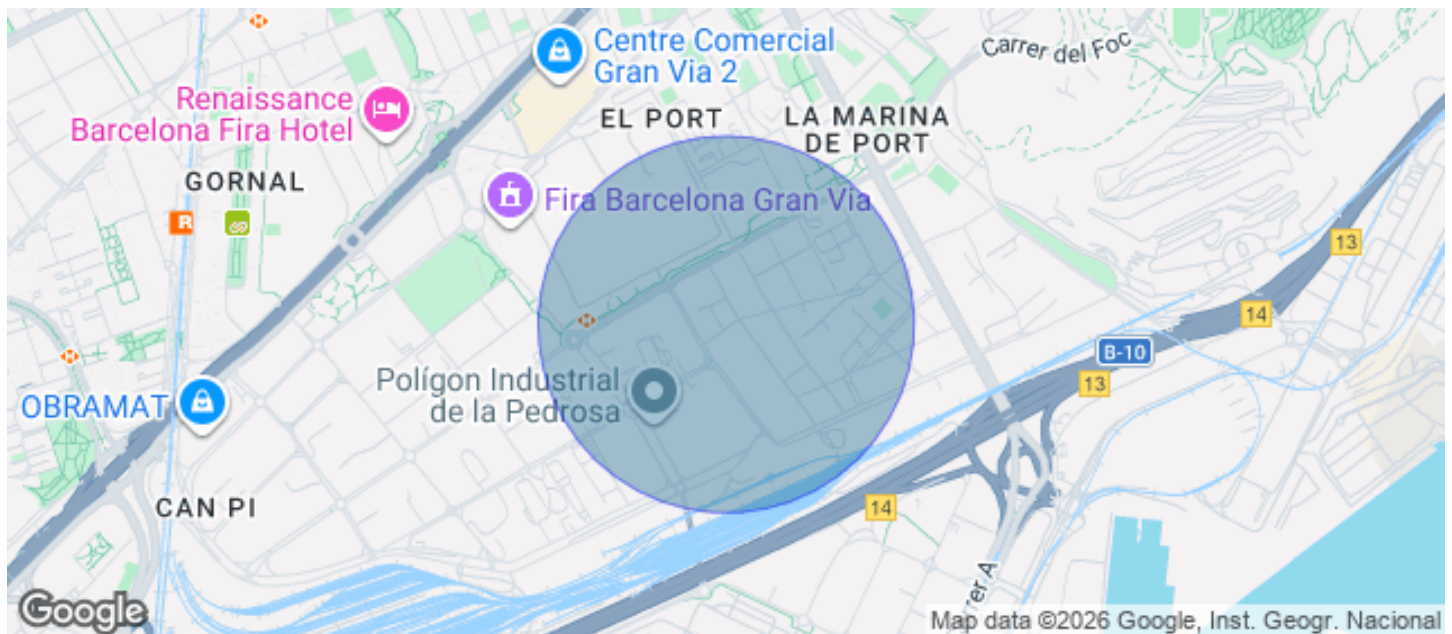 Centre Comercial
Gran Via 2
Carrer del Foc
Renaissance
Barcelona Fira Hotel
EL PORT
LA MARINA
DE PORT
GORNAL
R
Fira Barcelona Gran Via
13
14
B-10
13
Polígon Industrial
de la Pedrosa
OBRAMAT
CAN PI
14
rrer A
Google
Map data ©2026 Google, Inst. Geogr. Nacional